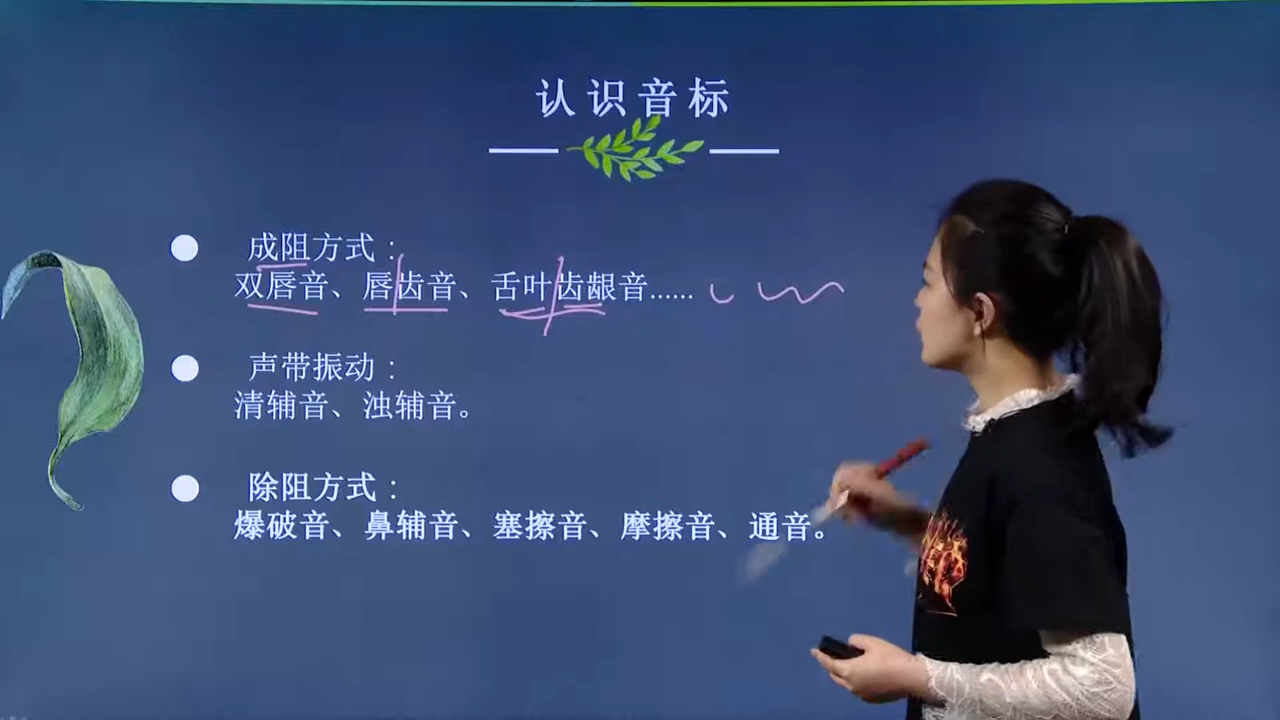 认识音标
成阻方式：
双唇音、唇齿音、舌叶齿龈音......
声带振动：
清辅音、浊辅音。
除阻方式：
爆破音、鼻辅音、塞擦音、摩擦音、通音。